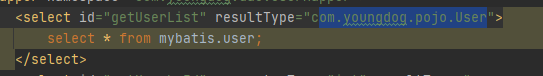 <select id="getUserList" resultType="com.youngdog.pojo.User">
select * from mybatis.user;
</select>